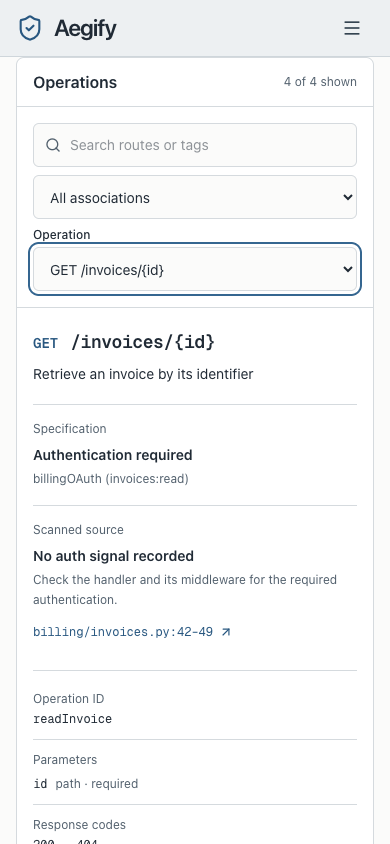 Aegify
Operations
4 of 4 shown
Search routes or tags
All associations
Operation
GET /invoices/{id}
GET /invoices/{id}
Retrieve an invoice by its identifier
Specification
Authentication required
billingOAuth (invoices:read)
Scanned source
No auth signal recorded
Check the handler and its middleware for the required
authentication.
billing/invoices.py:42–49
Operation ID
readInvoice
Parameters
id path · required
Response codes
200 404